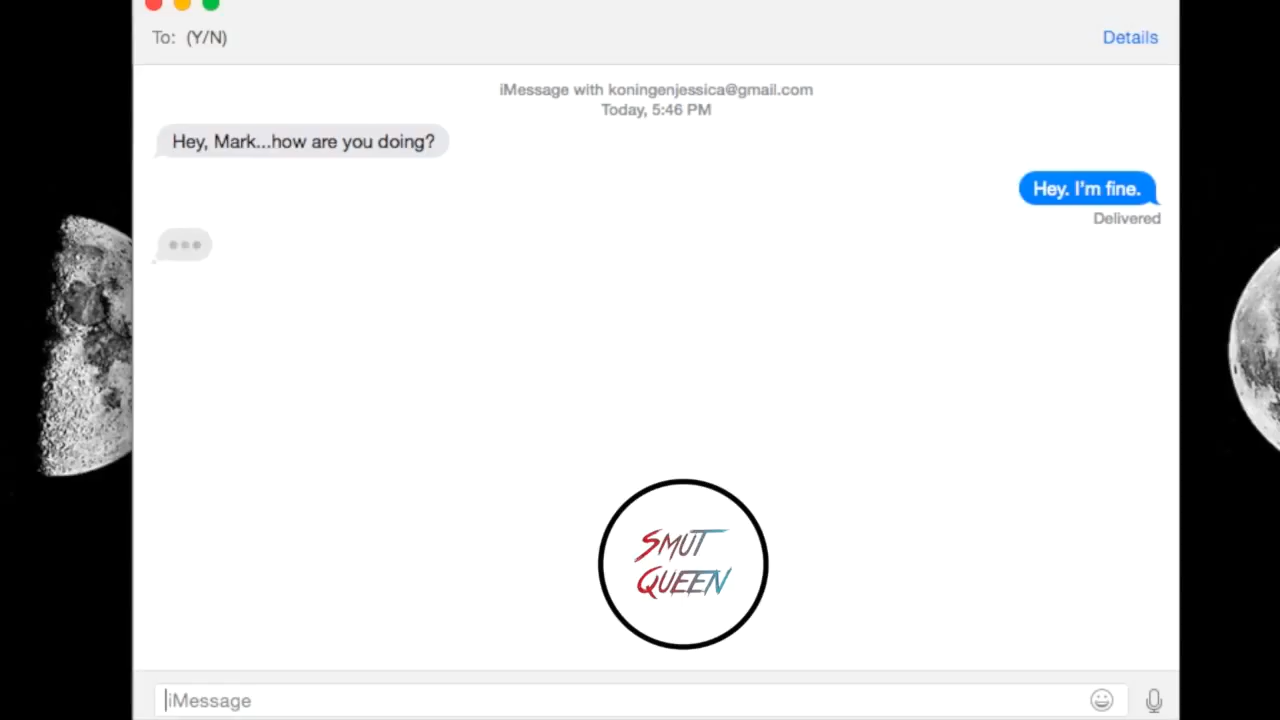 To: (Y/N)
Details
iMessage with koningenjessica@gmail.com
Today, 5:46 PM
Hey, Mark...how are you doing?
Hey. I'm fine.
Delivered
SMUT
QUEEN
iMessage